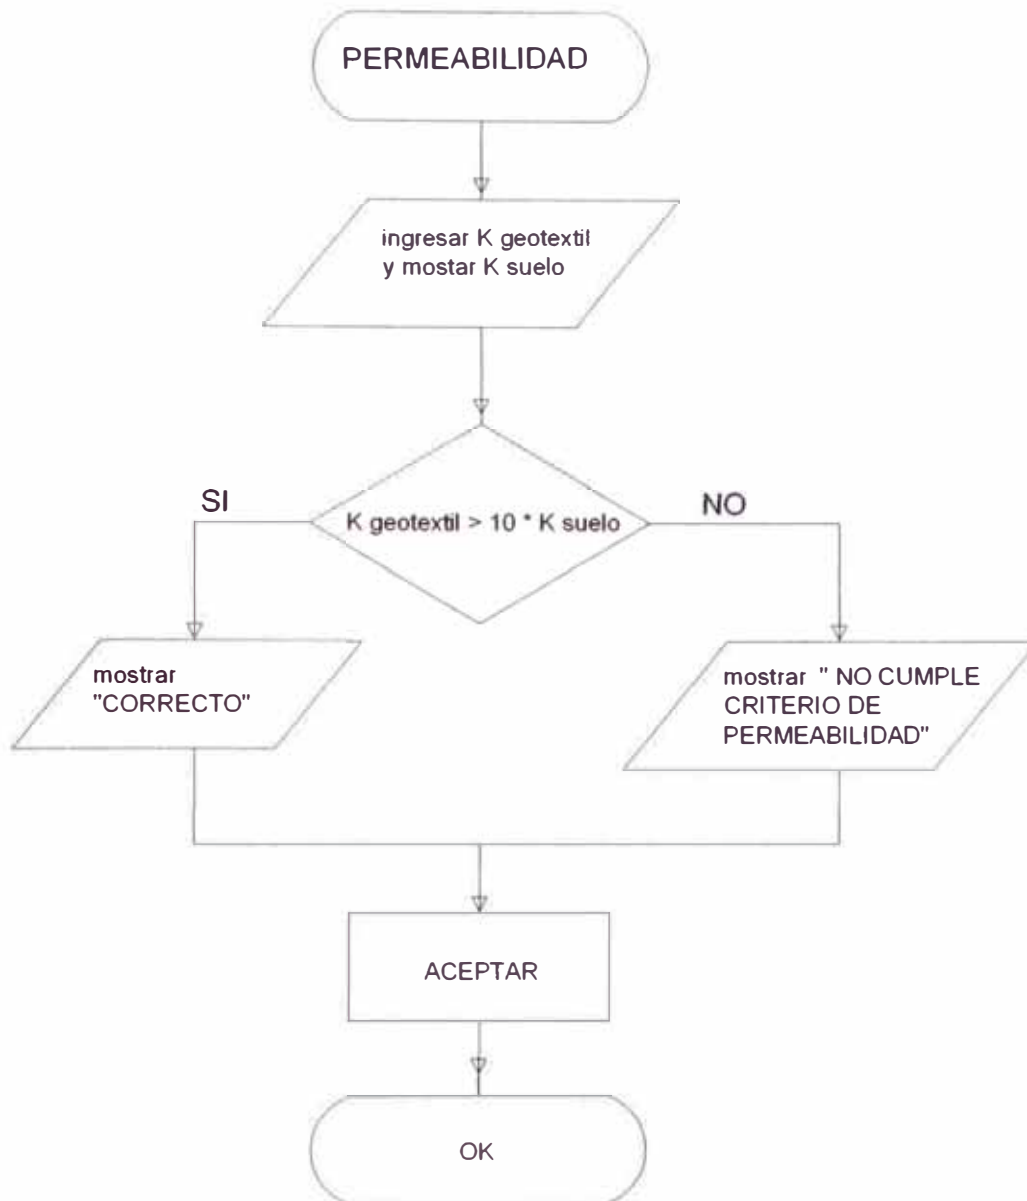 PERMEABILIDAD
ingresar K geotextil
y mostar K suelo
SI
K geotextil > 10 * K suelo
NO
mostrar
"CORRECTO"
mostrar " NO CUMPLE
CRITERIO DE
PERMEABILIDAD"
ACEPTAR
OK